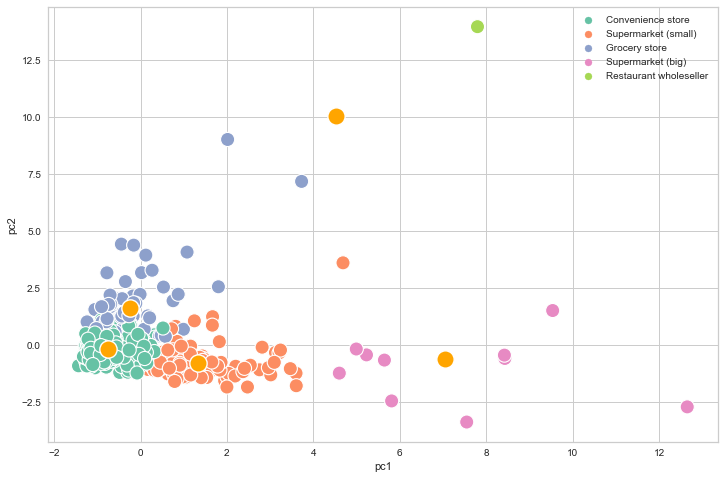 Convenience store
Supermarket (small)
Grocery store
Supermarket (big)
Restaurant wholeseller
12.5
10.0
7.5
5.0
2.5
0.0
−2.5
pc2
−2 0 2 4 6 8 10 12
pc1